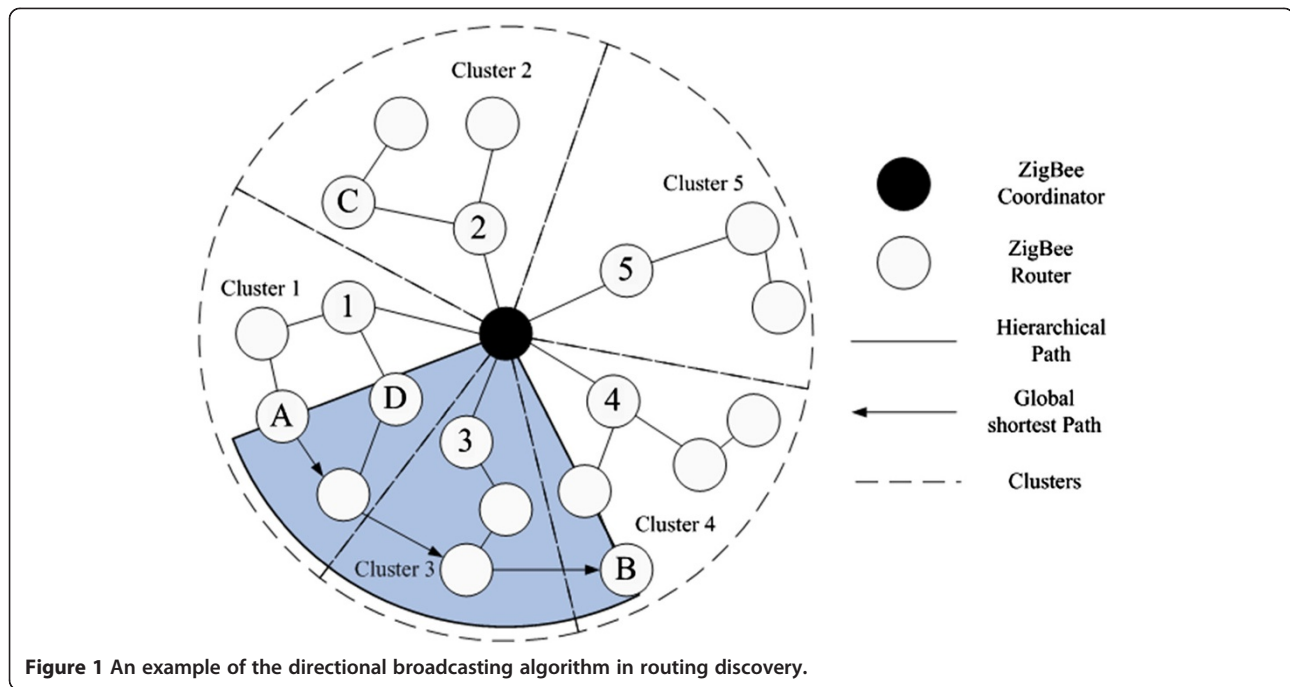 Cluster 2
C
2
Cluster 5
5
Cluster 1
1
A
D
3
4
Cluster 4
Cluster 3
B
ZigBee
Coordinator
ZigBee
Router
Hierarchical
Path
Global
shortest Path
Clusters
Figure 1 An example of the directional broadcasting algorithm in routing discovery.